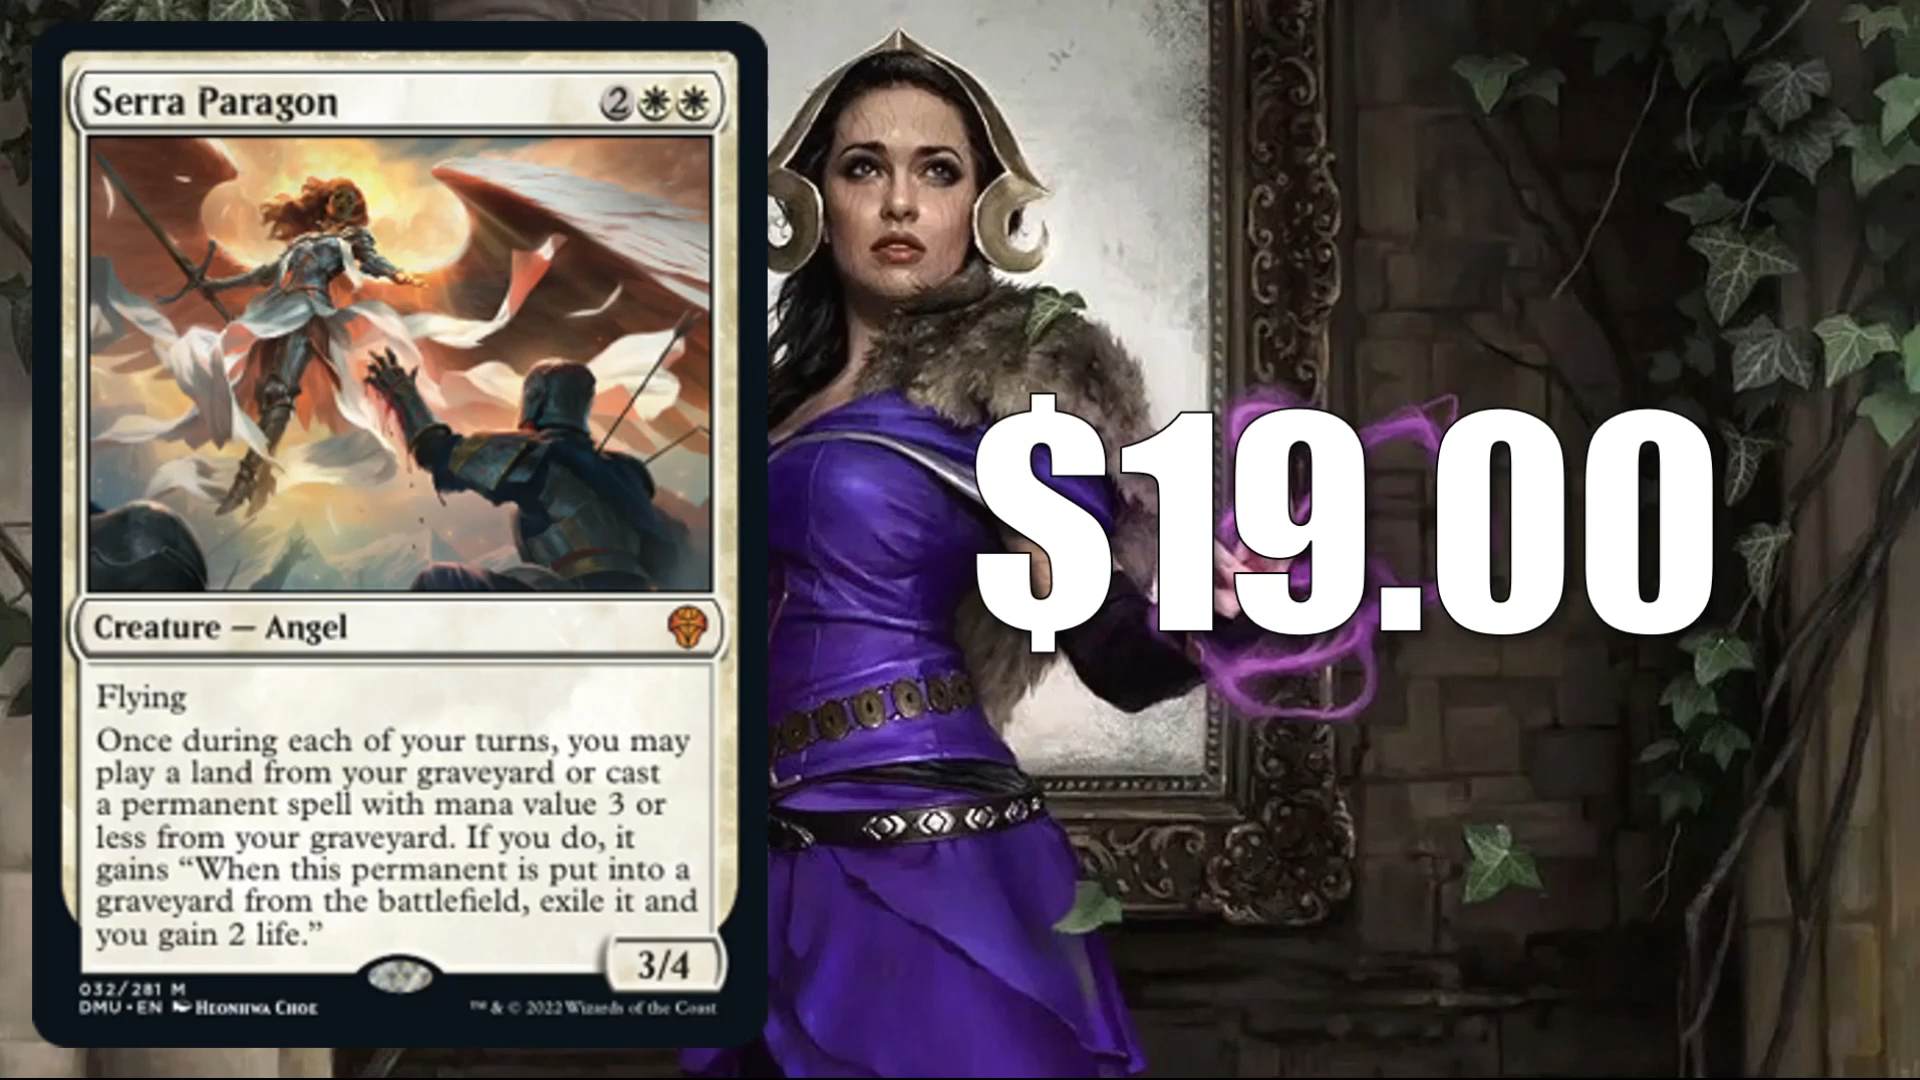 Serra Paragon 2
Creature — Angel
Flying
Once during each of your turns, you may
play a land from your graveyard or cast
a permanent spell with mana value 3 or
less from your graveyard. If you do, it
gains “When this permanent is put into a
graveyard from the battlefield, exile it and
you gain 2 life.”
3/4
032/281 M
DMU • EN Heonhwa Choe
™ & © 2022 Wizards of the Coast
$19.00